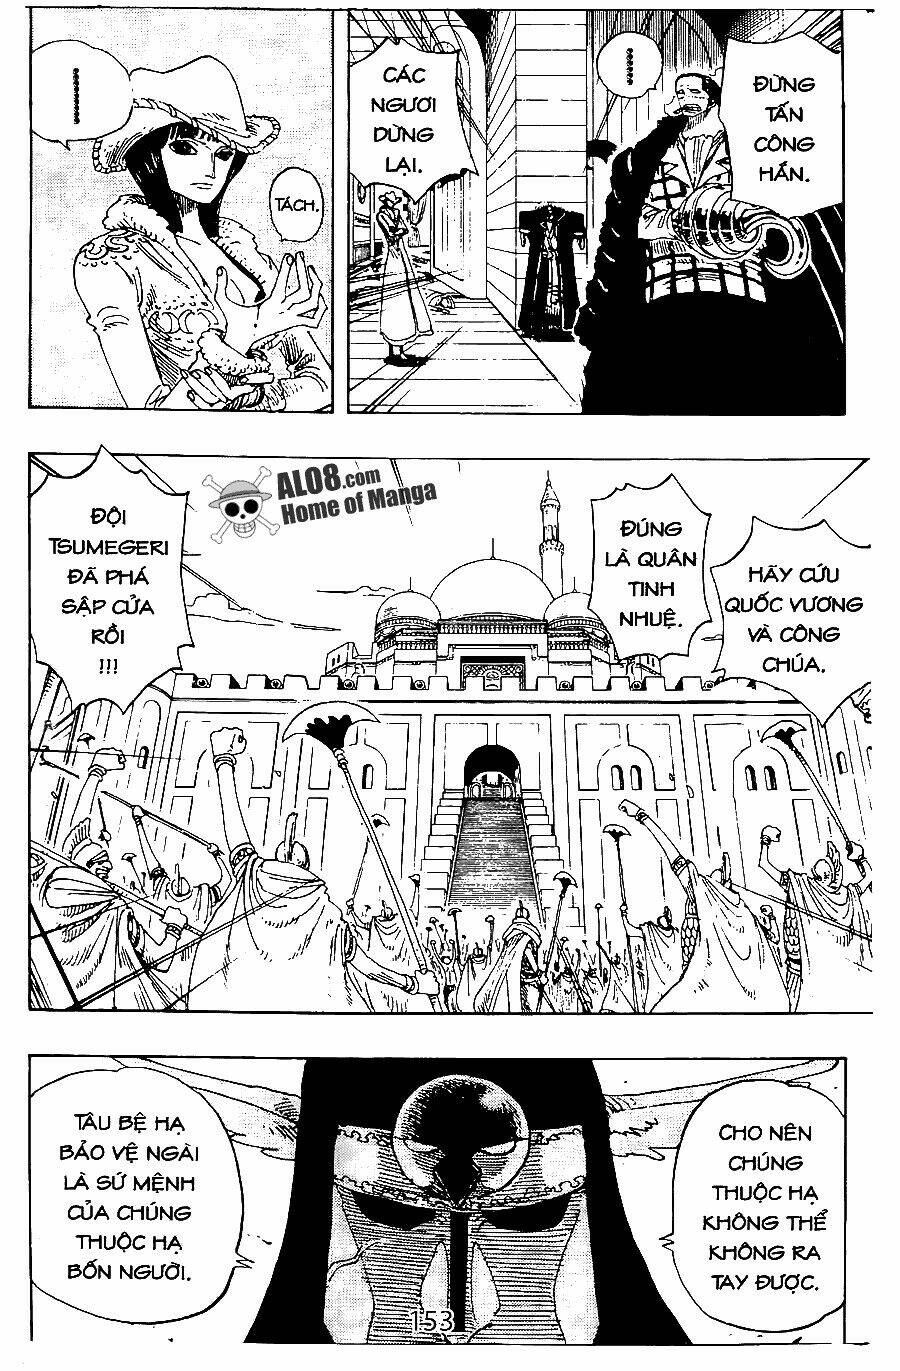 ĐỪNG
TẤN
CÔNG
HẮN.
CÁC
NGƯƠI
DỪNG
LẠI.
TÁCH.
ALO8.com
Home of Manga
ĐỘI
TSUMEGERI
ĐÃ PHÁ
SẬP CỬA
RỒI
!!!
ĐÚNG
LÀ QUÂN
TINH
NHUỆ.
HÃY CỨU
QUỐC VƯƠNG
VÀ CÔNG
CHÚA.
TÂU BỆ HẠ
BẢO VỆ NGÀI
LÀ SỨ MỆNH
CỦA CHÚNG
THUỘC HẠ
BỐN NGƯỜI.
CHO NÊN
CHÚNG
THUỘC HẠ
KHÔNG THỂ
KHÔNG RA
TAY ĐƯỢC.
153